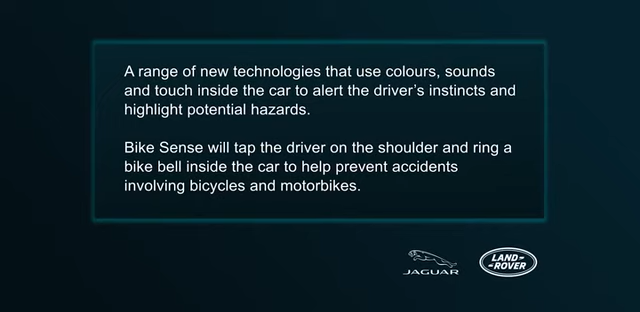 A range of new technologies that use colours, sounds
and touch inside the car to alert the driver's instincts and
highlight potential hazards.
Bike Sense will tap the driver on the shoulder and ring a
bike bell inside the car to help prevent accidents
involving bicycles and motorbikes.
JAGUAR
LAND-
-ROVER